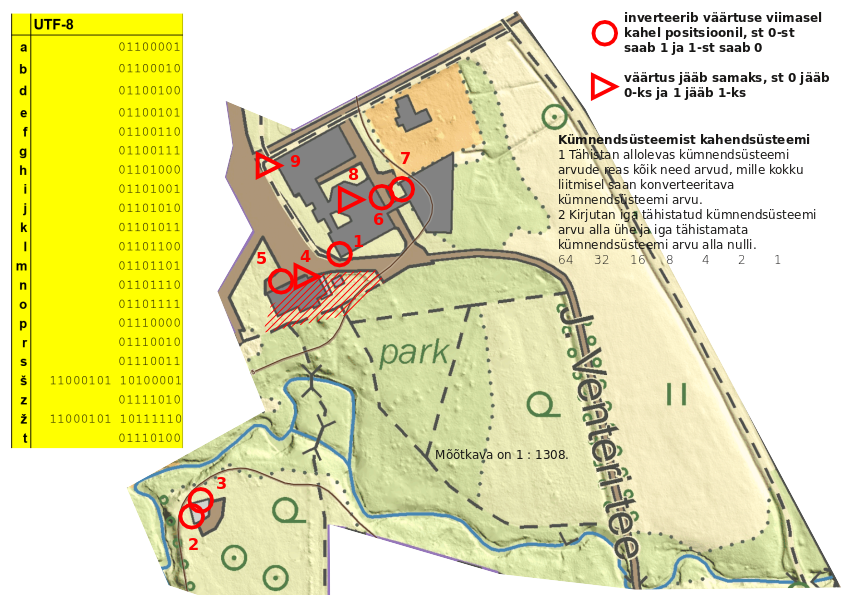 UTF-8
a 01100001
b 01100010
d 01100100
e 01100101
f 01100110
g 01100111
h 01101000
i 01101001
j 01101010
k 01101011
l 01101100
m 01101101
n 01101110
o 01101111
p 01110000
r 01110010
s 01110011
š 11000101 10100001
z 01111010
ž 11000101 10111110
t 01110100
inverteerib väärtuse viimasel
kahel positsioonil, st 0-st
saab 1 ja 1-st saab 0
väärtus jääb samaks, st 0 jääb
0-ks ja 1 jääb 1-ks
Kümnendsüsteemist kahendsüsteemi
1 Tähistan allolevas kümnendsüsteemi
arvude reas kõik need arvud, mille kokku
liitmisel saan konverteeritava
kümnendsüsteemi arvu.
2 Kirjutan iga tähistatud kümnendsüsteemi
arvu alla ühe ja iga tähistamata
kümnendsüsteemi arvu alla nulli.
64 32 16 8 4 2 1
9
8
7
6
1
5
4
park
J. Venteri tee
Mõõtkava on 1 : 1308.
3
2